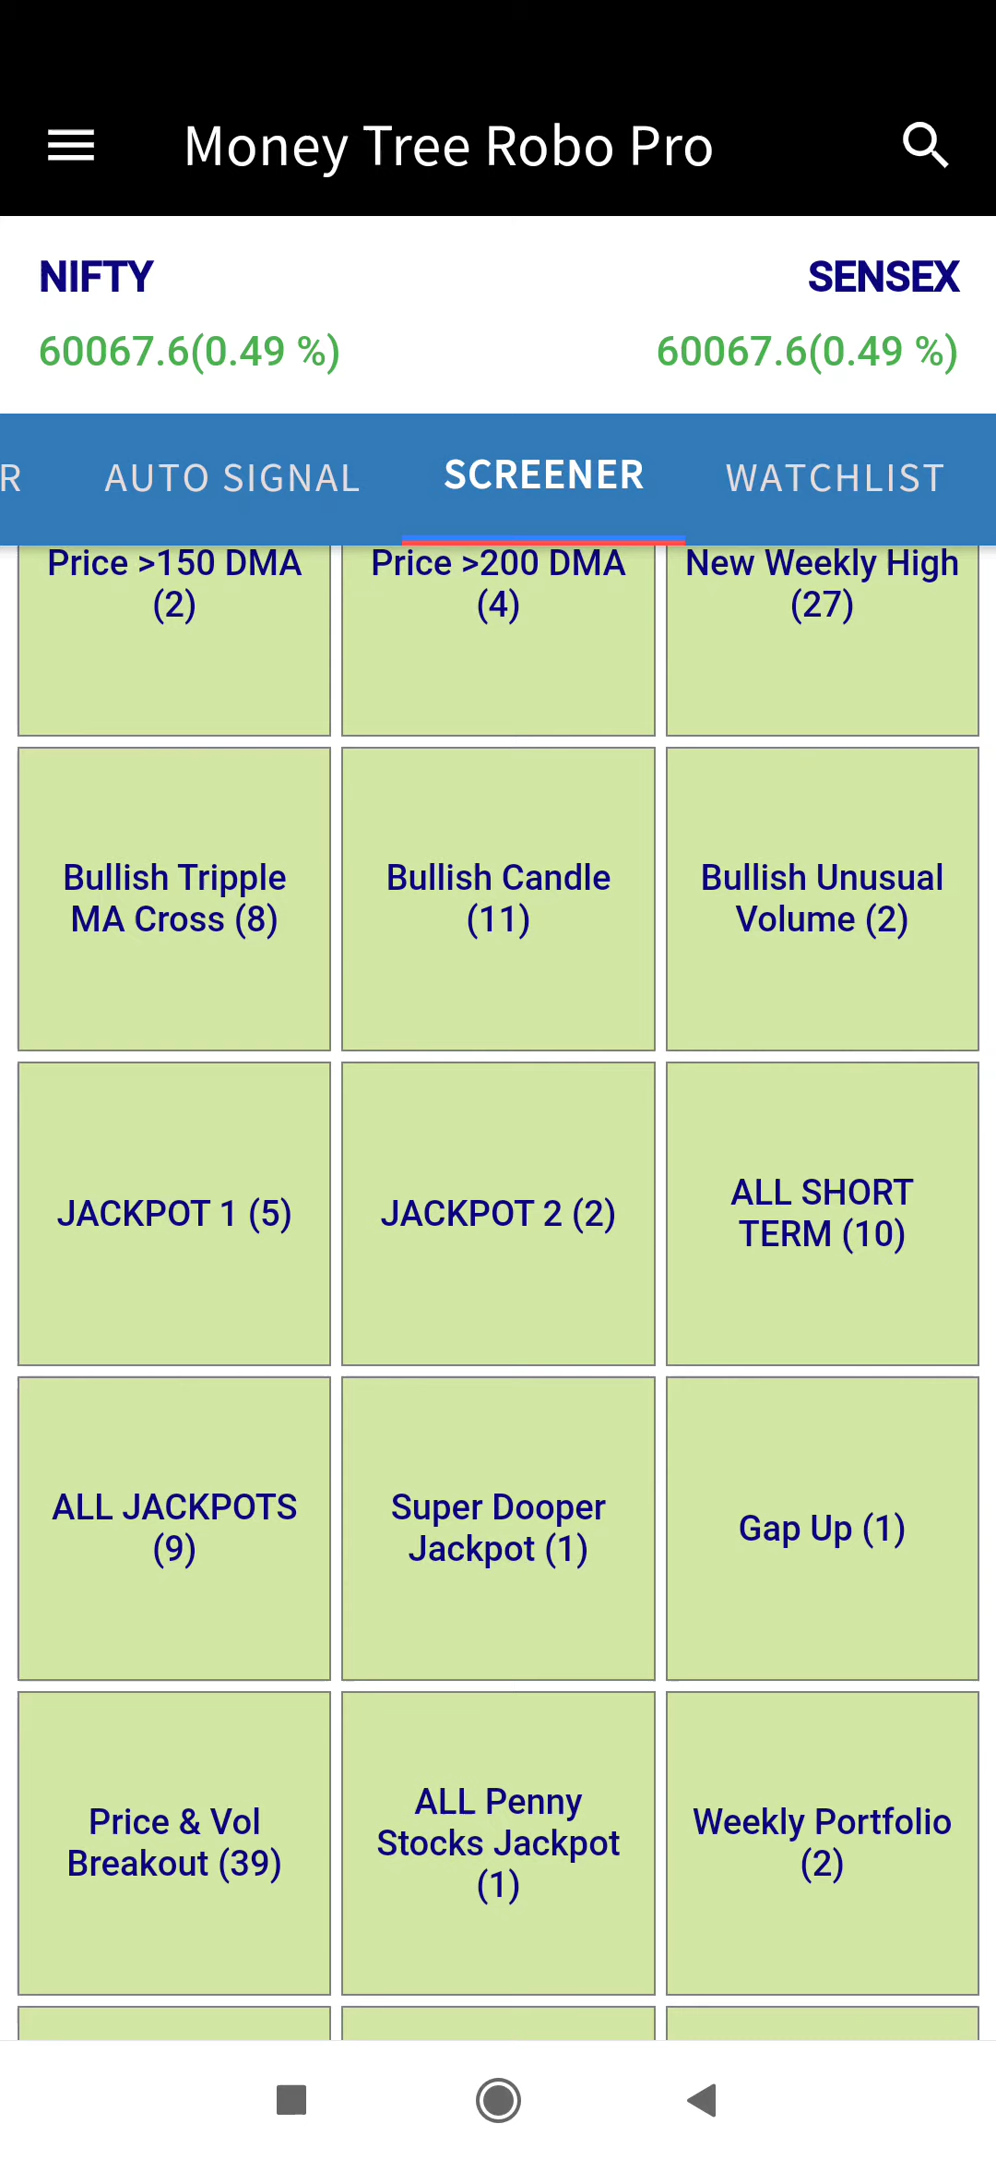 Money Tree Robo Pro
NIFTY
SENSEX
60067.6(0.49 %)
60067.6(0.49 %)
R
AUTO SIGNAL
SCREENER
WATCHLIST
Price >150 DMA
(2)
Price >200 DMA
(4)
New Weekly High
(27)
Bullish Tripple
MA Cross (8)
Bullish Candle
(11)
Bullish Unusual
Volume (2)
JACKPOT 1 (5)
JACKPOT 2 (2)
ALL SHORT
TERM (10)
ALL JACKPOTS
(9)
Super Dooper
Jackpot (1)
Gap Up (1)
Price & Vol
Breakout (39)
ALL Penny
Stocks Jackpot
(1)
Weekly Portfolio
(2)